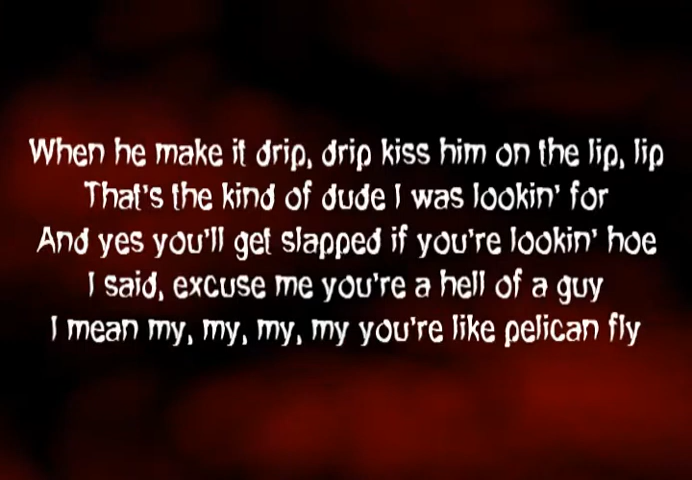 When he make it drip, drip kiss him on the lip, lip
That's the kind of dude I was lookin' for
And yes you'll get slapped if you're lookin' hoe
I said, excuse me you're a hell of a guy
I mean my, my, my, my you're like pelican fly